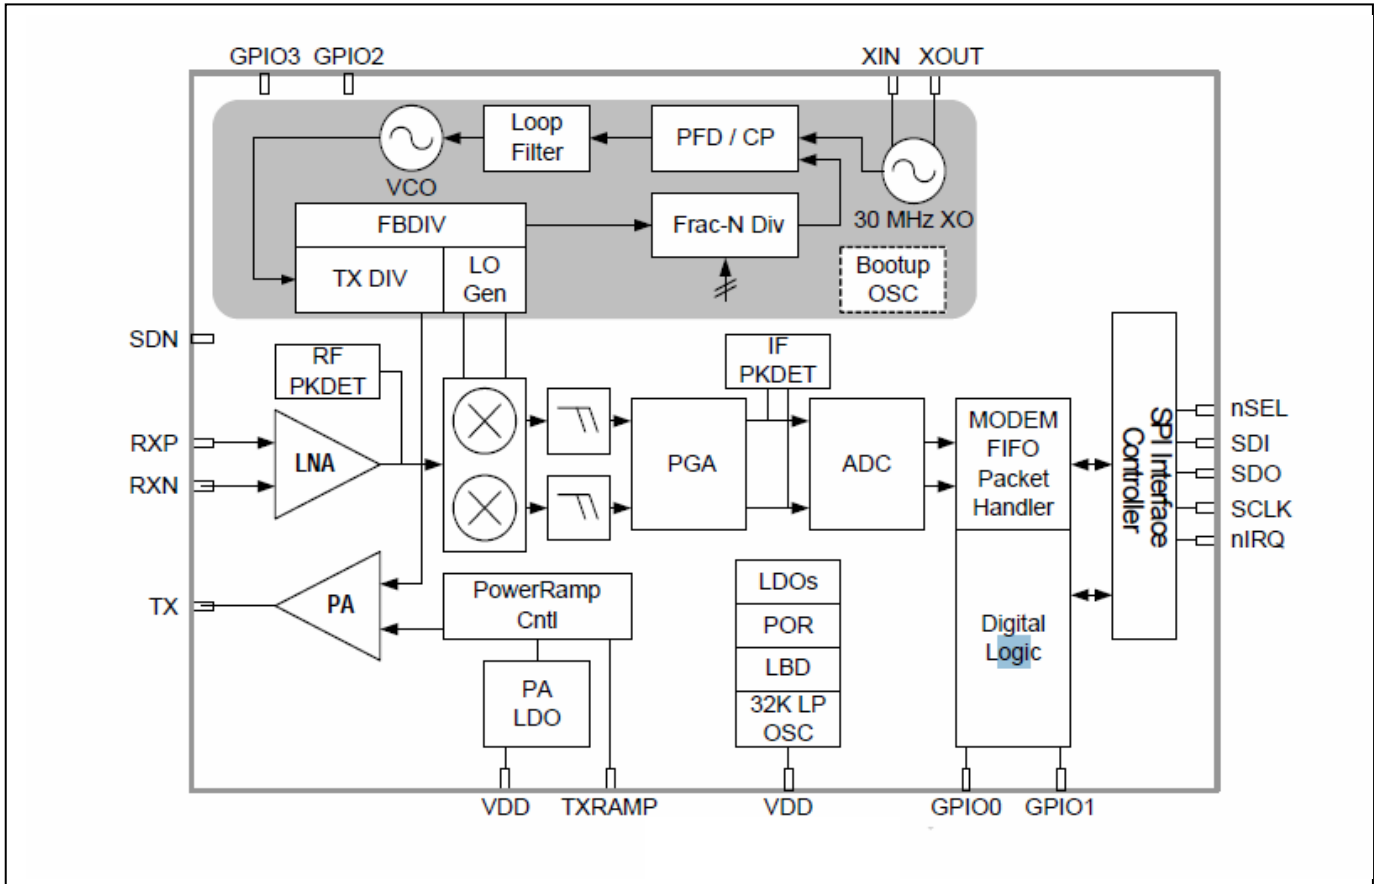 GPIO3 GPIO2 XIN XOUT
Loop
Filter
PFD / CP
VCO
FBDIV
Frac-N Div
30 MHz XO
TX DIV
LO
Gen
Bootup
OSC
SDN
RF
PKDET
IF
PKDET
RXP
RXN
LNA
PGA
ADC
MODEM
FIFO
Packet
Handler
SPI Interface
Controller
nSEL
SDI
SDO
SCLK
nIRQ
TX
PA
PowerRamp
Cntl
PA
LDO
LDOs
POR
LBD
32K LP
OSC
Digital
Logic
VDD TXRAMP VDD GPIO0 GPIO1